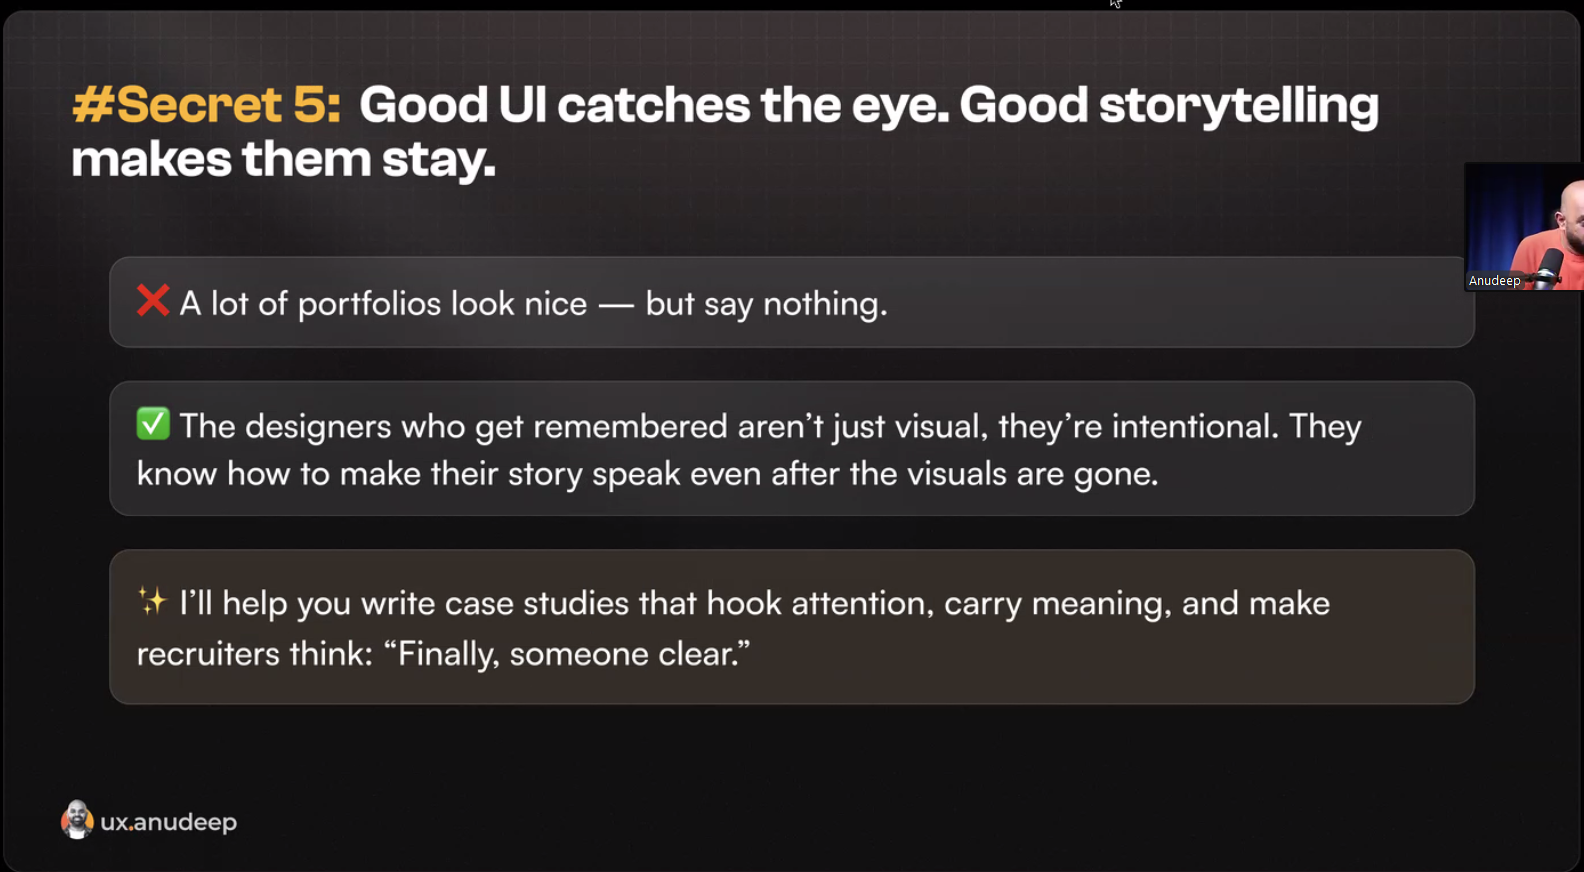 #Secret 5: Good UI catches the eye. Good storytelling
makes them stay.
❌ A lot of portfolios look nice — but say nothing.
✅ The designers who get remembered aren’t just visual, they’re intentional. They
know how to make their story speak even after the visuals are gone.
✨ I’ll help you write case studies that hook attention, carry meaning, and make
recruiters think: “Finally, someone clear.”
Anudeep
ux.anudeep